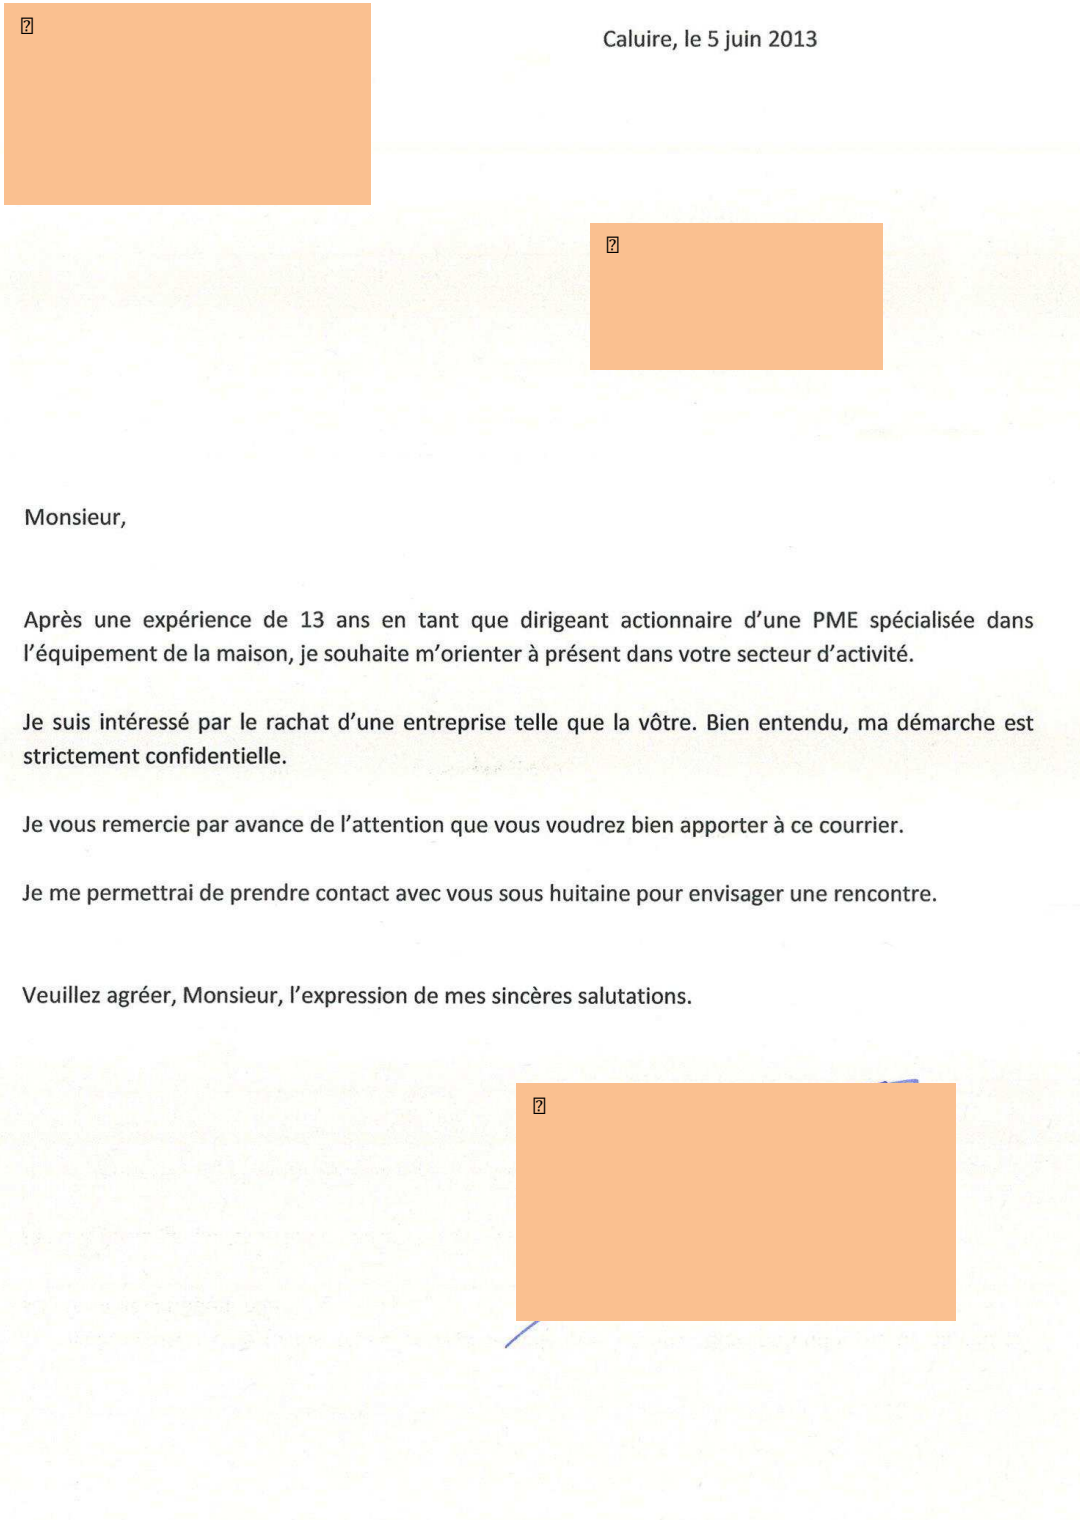 Caluire, le 5 juin 2013
Monsieur,
Après une expérience de 13 ans en tant que dirigeant actionnaire d’une PME spécialisée dans
l’équipement de la maison, je souhaite m’orienter à présent dans votre secteur d’activité.
Je suis intéressé par le rachat d’une entreprise telle que la vôtre. Bien entendu, ma démarche est
strictement confidentielle.
Je vous remercie par avance de l’attention que vous voudrez bien apporter à ce courrier.
Je me permettrai de prendre contact avec vous sous huitaine pour envisager une rencontre.
Veuillez agréer, Monsieur, l’expression de mes sincères salutations.